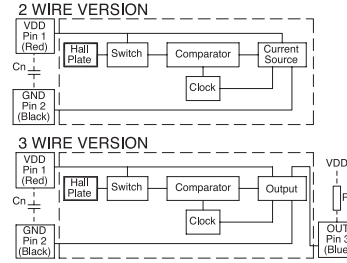 2 WIRE VERSION
VDD
Pin 1
(Red)
Hall
Plate
Switch
Comparator
Current
Source
Cn
Clock
GND
Pin 2
(Black)
3 WIRE VERSION
VDD
Pin 1
(Red)
Hall
Plate
Switch
Comparator
Output
Cn
Clock
GND
Pin 2
(Black)
VDD
OUT
Pin 3
(Blue